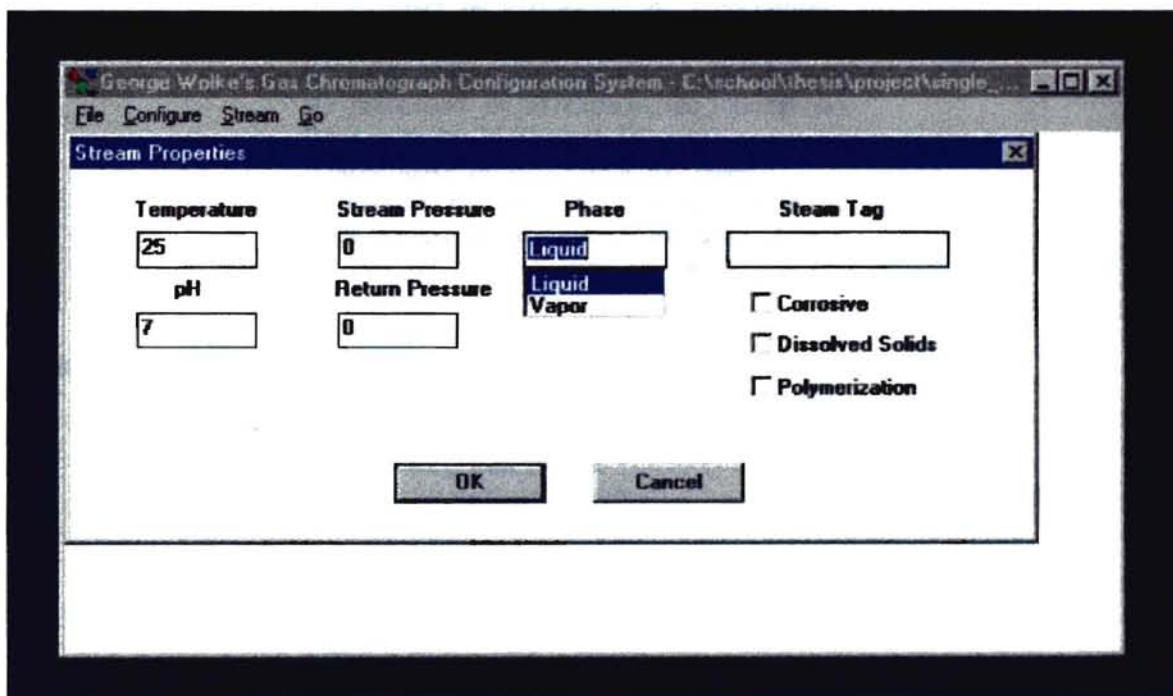 George Wolke's Gas Chromatograph Configuration System - C:\school\thesis\project\single_...
File Configure Stream Go
Stream Properties
Temperature Stream Pressure Phase Steam Tag
25 0 Liquid
pH Return Pressure Liquid
Vapor Corrosive
7 0 Dissolved Solids
Polymerization
OK Cancel